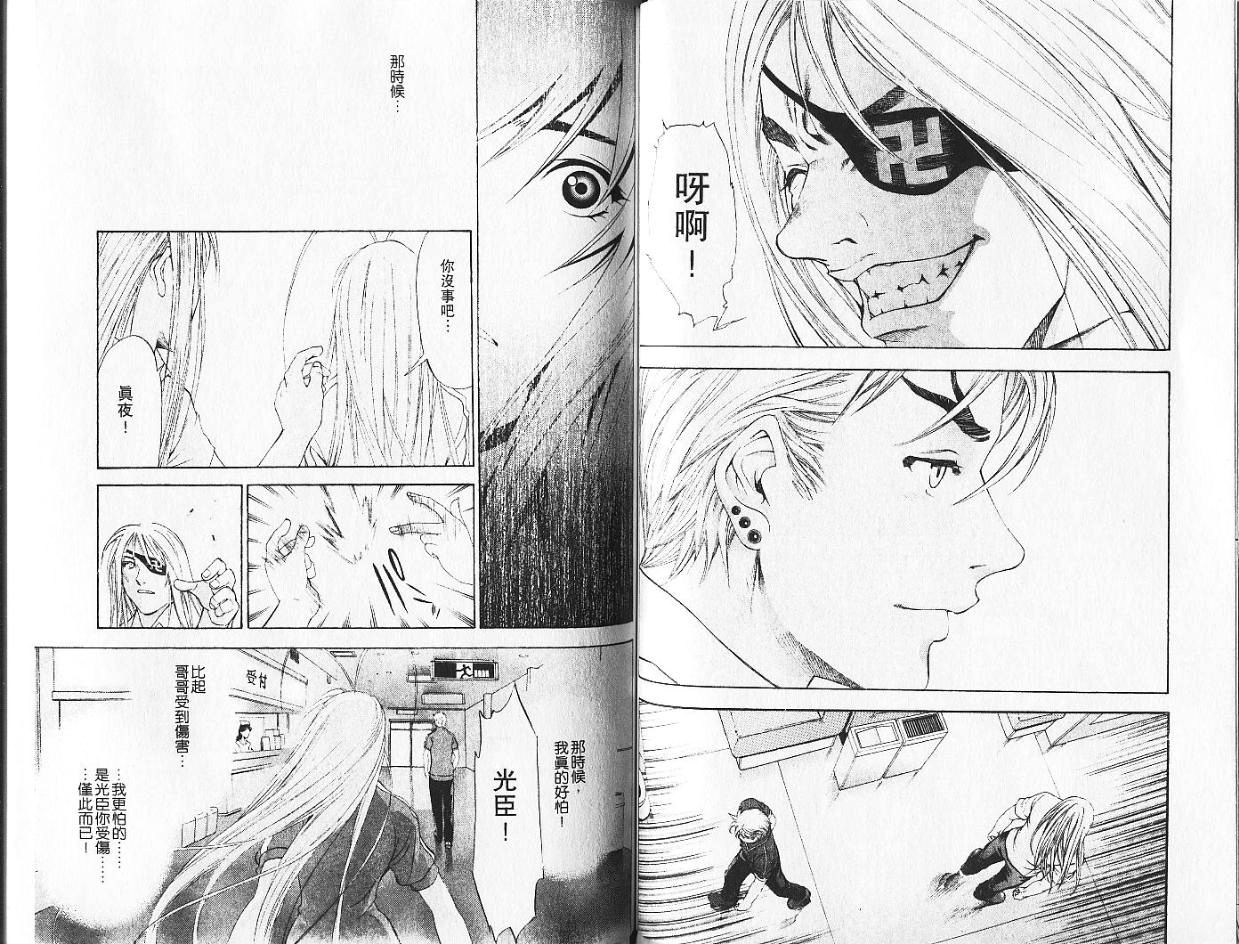 呀啊！
那時候…
你沒事吧…
眞夜！
那時候，
我眞的好怕！
光臣！
受付
比起
哥哥受到傷害…
…我更怕的……
是光臣你受傷……
…僅此而已！